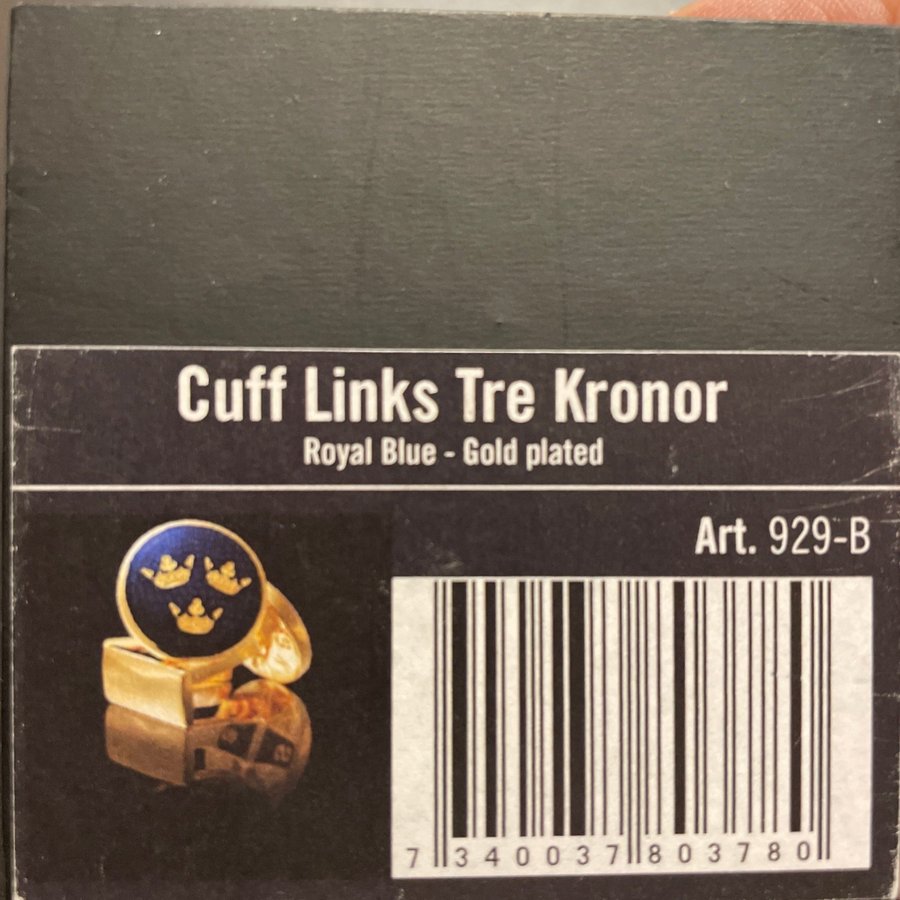 Cuff Links Tre Kronor
Royal Blue - Gold plated
Art. 929-B
7 340037 803780